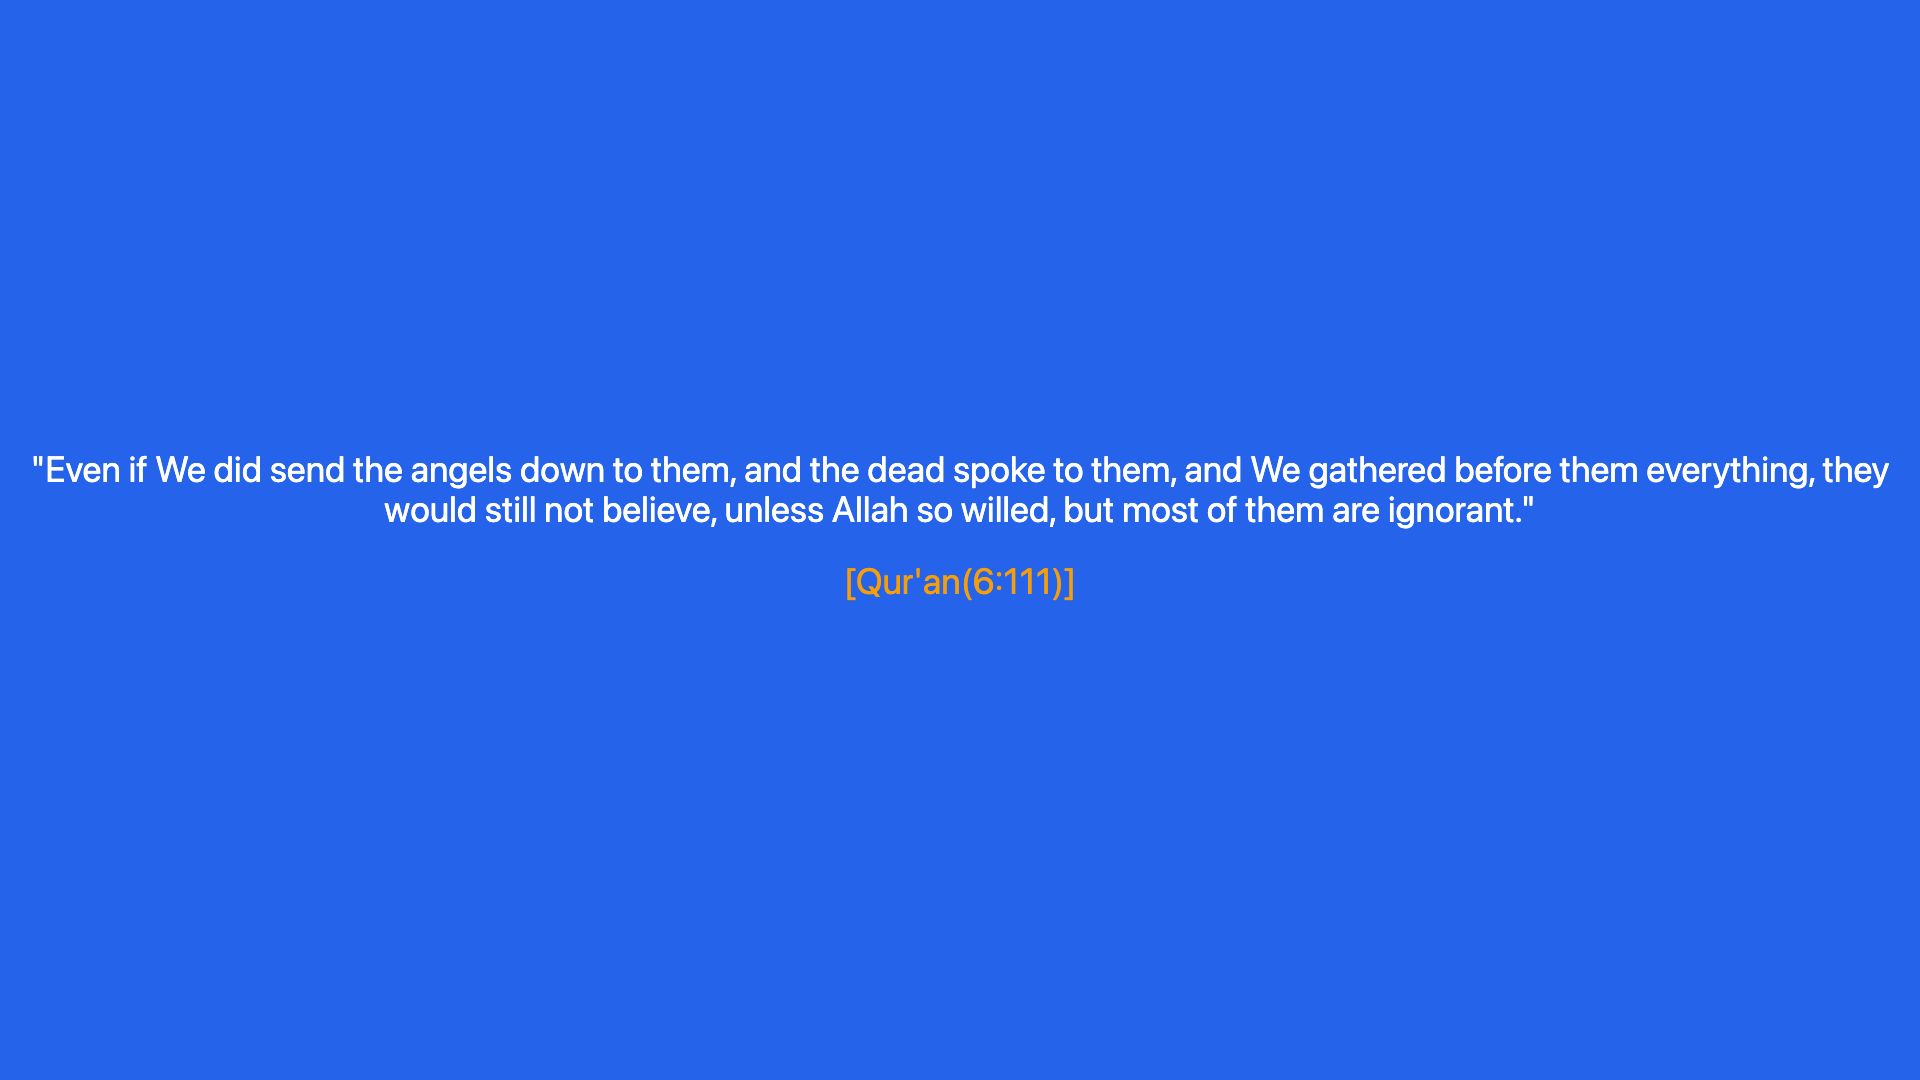 "Even if We did send the angels down to them, and the dead spoke to them, and We gathered before them everything, they
would still not believe, unless Allah so willed, but most of them are ignorant."
[Qur'an(6:111)]